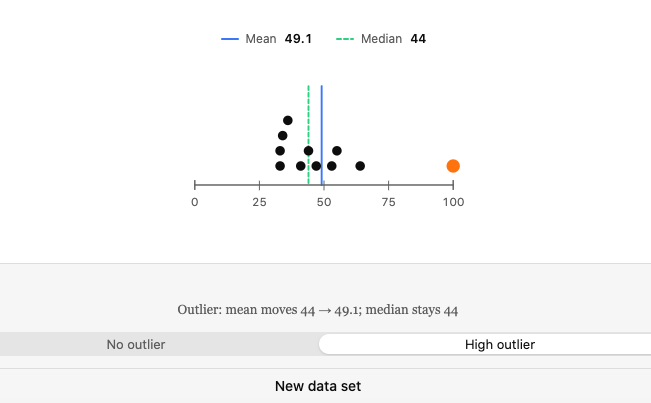 Mean 49.1 Median 44
0 25 50 75 100
Outlier: mean moves 44 → 49.1; median stays 44
No outlier High outlier
New data set